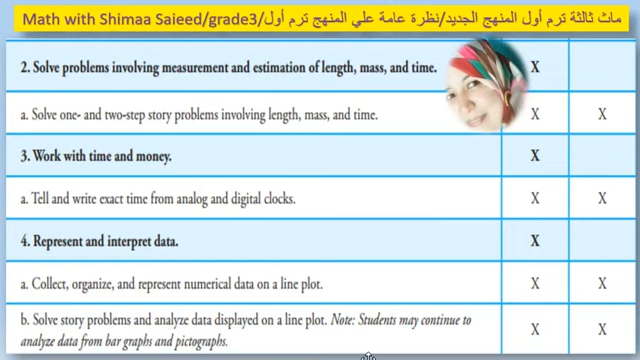 Math with Shimaa Saieed/grade3/ماث ثالثة ترم أول المنهج الجديد/نظرة عامة علي المنهج ترم أول
2. Solve problems involving measurement and estimation of length, mass, and time. X
a. Solve one- and two-step story problems involving length, mass, and time. X X
3. Work with time and money. X
a. Tell and write exact time from analog and digital clocks. X X
4. Represent and interpret data. X
a. Collect, organize, and represent numerical data on a line plot. X X
b. Solve story problems and analyze data displayed on a line plot. Note: Students may continue to X X
analyze data from bar graphs and pictographs.